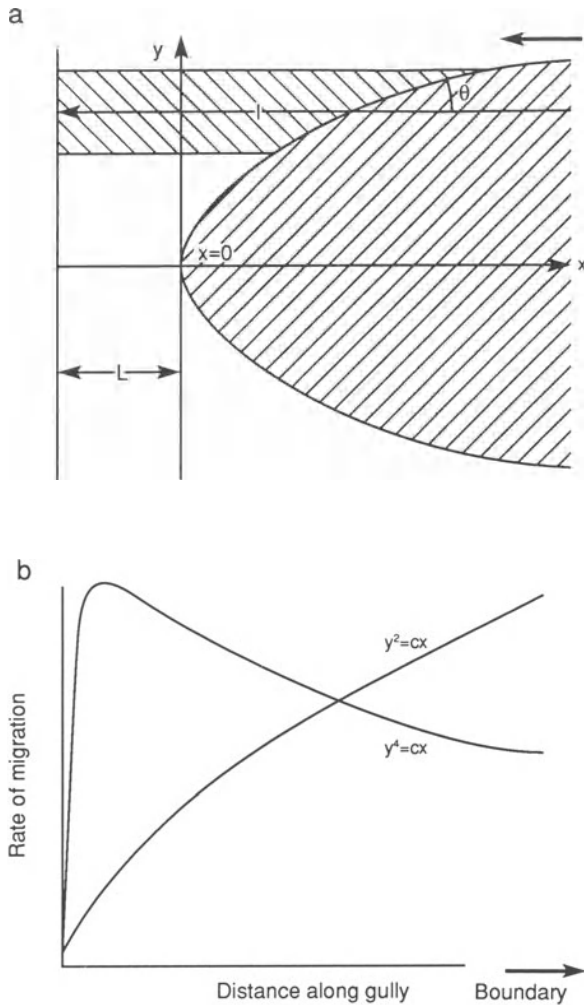 a
y
θ
l
x=0
x
L
b
y²=cx
y⁴=cx
Rate of migration
Distance along gully
Boundary